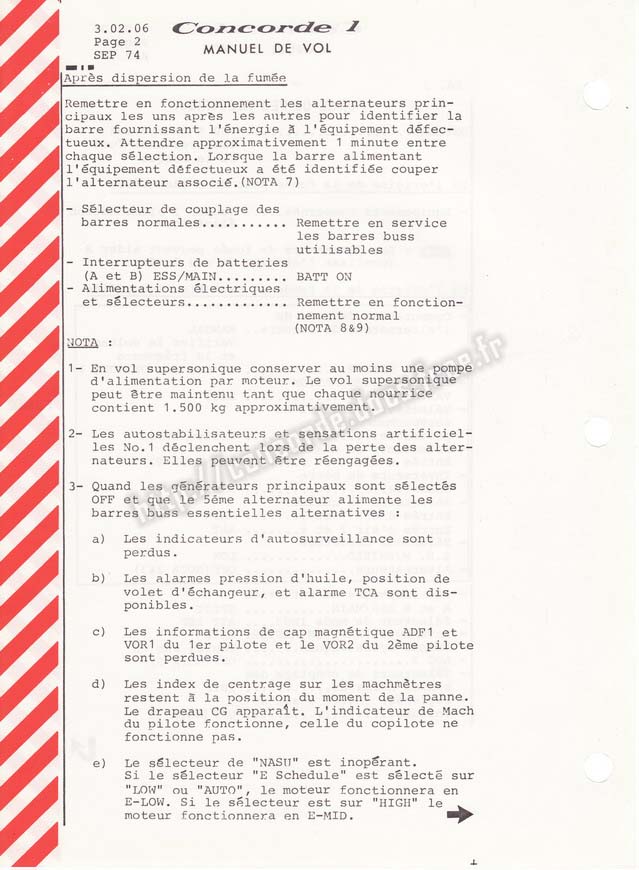 3.02.06
Concorde 1
Page 2
MANUEL DE VOL
SEP 74
Après dispersion de la fumée
Remettre en fonctionnement les alternateurs prin-
cipaux les uns après les autres pour identifier la
barre fournissant l'énergie à l'équipement défec-
tueux. Attendre approximativement 1 minute entre
chaque sélection. Lorsque la barre alimentant
l'équipement défectueux a été identifiée couper
l'alternateur associé.(NOTA 7)
- Sélecteur de couplage des
barres normales........... Remettre en service
les barres buss
utilisables
- Interrupteurs de batteries
(A et B) ESS/MAIN......... BATT ON
- Alimentations électriques
et sélecteurs............. Remettre en fonction-
nement normal
(NOTA 8&9)
NOTA :
1- En vol supersonique conserver au moins une pompe
d'alimentation par moteur. Le vol supersonique
peut être maintenu tant que chaque nourrice
contient 1.500 kg approximativement.
2- Les autostabilisateurs et sensations artificiel-
les No.1 déclenchent lors de la perte des alter-
nateurs. Elles peuvent être réengagées.
3- Quand les générateurs principaux sont sélectés
OFF et que le 5éme alternateur alimente les
barres buss essentielles alternatives :
a) Les indicateurs d'autosurveillance sont
perdus.
b) Les alarmes pression d'huile, position de
volet d'échangeur, et alarme TCA sont dis-
ponibles.
c) Les informations de cap magnétique ADF1 et
VOR1 du 1er pilote et le VOR2 du 2ème pilote
sont perdues.
d) Les index de centrage sur les machmètres
restent à la position du moment de la panne.
Le drapeau CG apparaît. L'indicateur de Mach
du pilote fonctionne, celle du copilote ne
fonctionne pas.
e) Le sélecteur de "NASU" est inopérant.
Si le sélecteur "E Schedule" est sélecté sur
"LOW" ou "AUTO", le moteur fonctionnera en
E-LOW. Si le sélecteur est sur "HIGH" le
moteur fonctionnera en E-MID.